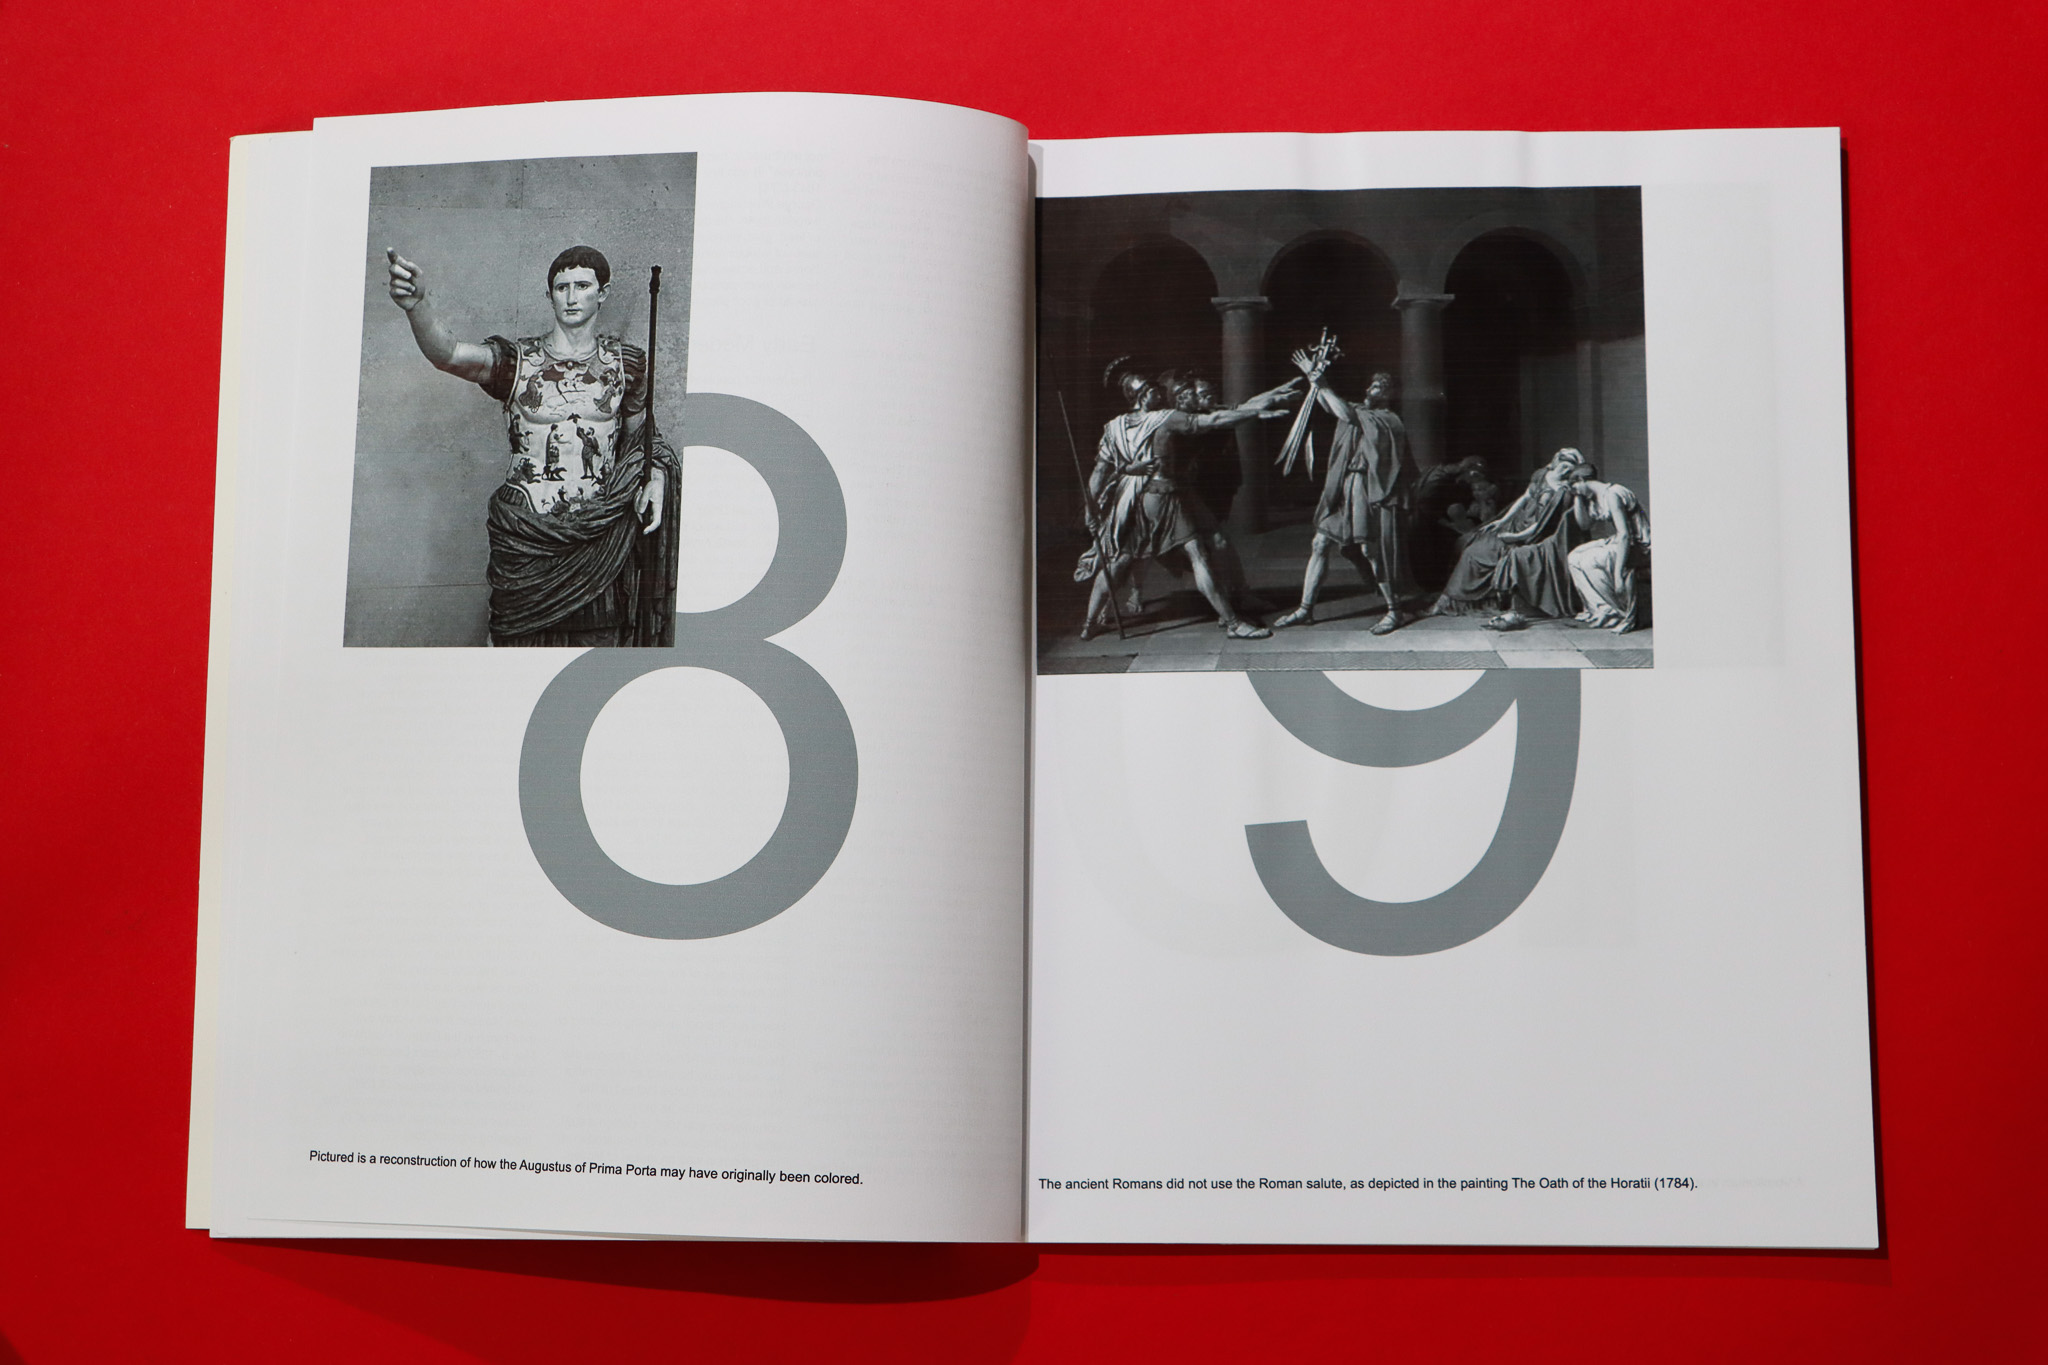 8
Pictured is a reconstruction of how the Augustus of Prima Porta may have originally been colored.
9
The ancient Romans did not use the Roman salute, as depicted in the painting The Oath of the Horatii (1784).